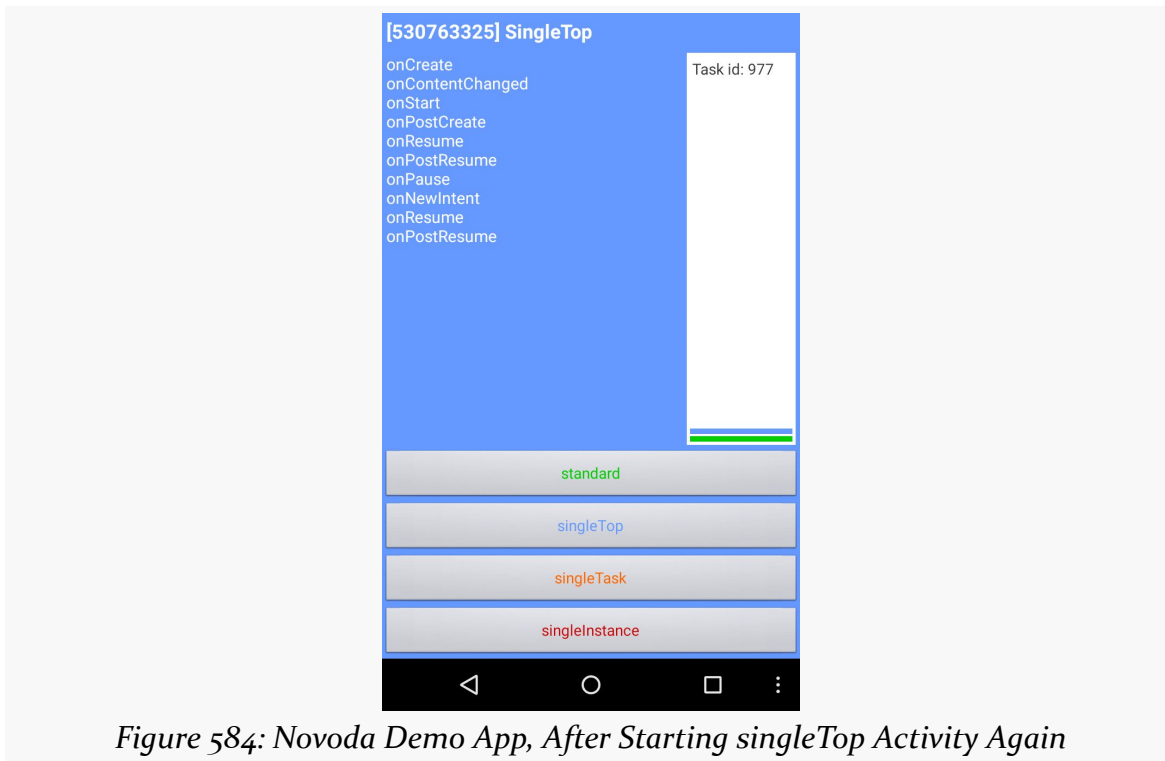 [530763325] SingleTop
onCreate
onContentChanged
onStart
onPostCreate
onResume
onPostResume
onPause
onNewIntent
onResume
onPostResume
Task id: 977
standard
singleTop
singleTask
singleInstance
Figure 584: Novoda Demo App, After Starting singleTop Activity Again